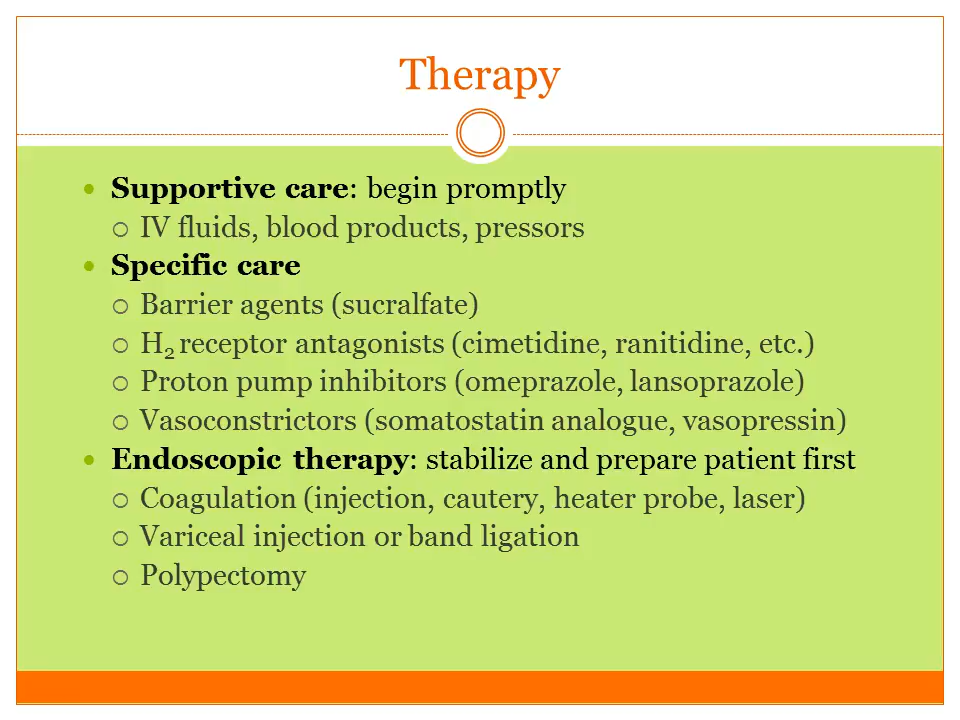 Therapy
Supportive care: begin promptly
IV fluids, blood products, pressors
Specific care
Barrier agents (sucralfate)
H₂ receptor antagonists (cimetidine, ranitidine, etc.)
Proton pump inhibitors (omeprazole, lansoprazole)
Vasoconstrictors (somatostatin analogue, vasopressin)
Endoscopic therapy: stabilize and prepare patient first
Coagulation (injection, cautery, heater probe, laser)
Variceal injection or band ligation
Polypectomy